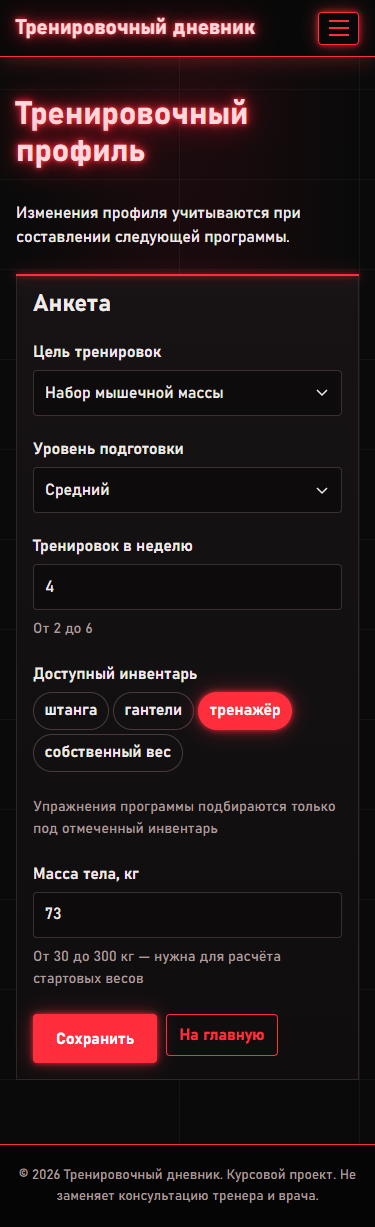 Тренировочный дневник
Тренировочный
профиль
Изменения профиля учитываются при
составлении следующей программы.
Анкета
Цель тренировок
Набор мышечной массы
Уровень подготовки
Средний
Тренировок в неделю
4
От 2 до 6
Доступный инвентарь
штанга гантели тренажёр
собственный вес
Упражнения программы подбираются только
под отмеченный инвентарь
Масса тела, кг
73
От 30 до 300 кг — нужна для расчёта
стартовых весов
Сохранить На главную
© 2026 Тренировочный дневник. Курсовой проект. Не
заменяет консультацию тренера и врача.